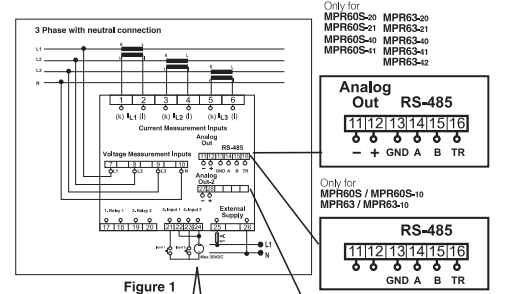 Only for
MPR60S-20 MPR63-20
MPR60S-21 MPR63-21
MPR60S-40 MPR63-40
MPR60S-41 MPR63-41
MPR63-42
3 Phase with neutral connection
L1
L2
L3
N
K L
K L
K L
1 2 3 4 5 6
(k) IL1 (l) (k) IL2 (l) (k) IL3 (l)
Current Measurement Inputs
Analog
Out RS-485
11 12 13 14 15 16
− + GND A B TR
Voltage Measurement Inputs
7 8 9 10
L1 L2 L3 N
Analog
Out-2
27 28
− +
1. Relay 1 2. Relay 2 3. Input 1 4. Input 2 External
Supply
17 18 19 20 21 22 23 24 25 26
1 A
L1
N
Max 30VDC
Figure 1
Analog
Out RS-485
11 12 13 14 15 16
− + GND A B TR
Only for
MPR60S / MPR60S-10
MPR63 / MPR63-10
RS-485
11 12 13 14 15 16
GND A B TR